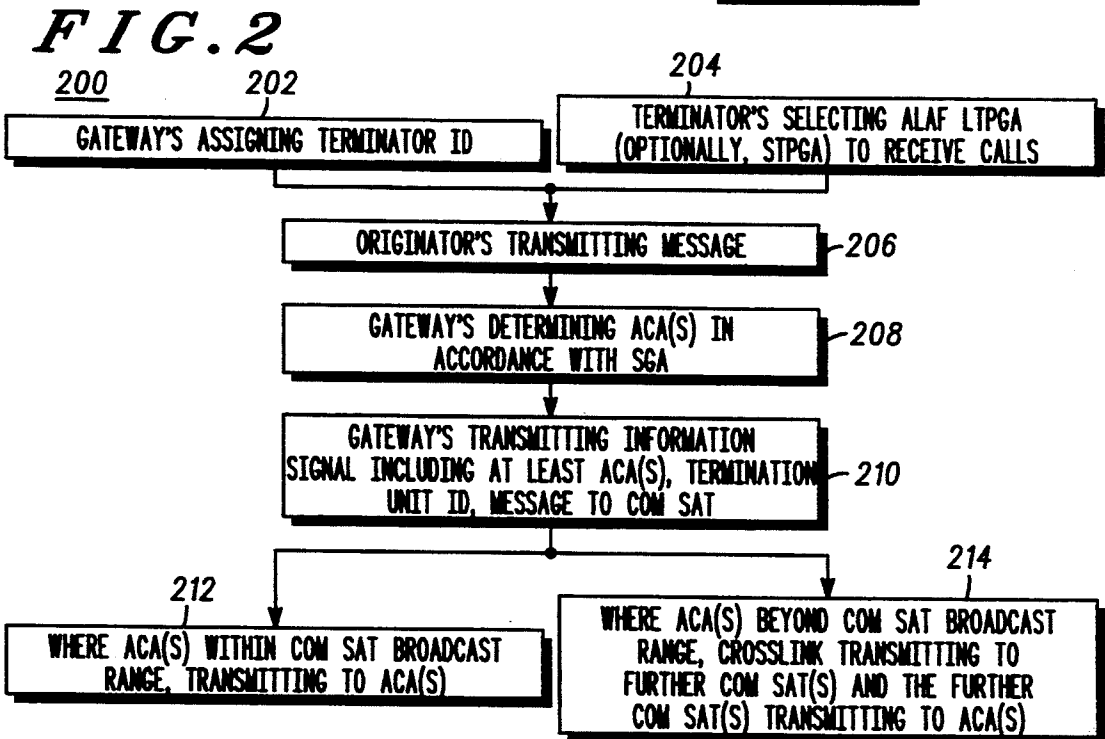 FIG.2
200
202
204
GATEWAY'S ASSIGNING TERMINATOR ID
TERMINATOR'S SELECTING ALAF LTPGA
(OPTIONALLY, STPGA) TO RECEIVE CALLS
ORIGINATOR'S TRANSMITTING MESSAGE
206
GATEWAY'S DETERMINING ACA(S) IN
ACCORDANCE WITH SGA
208
GATEWAY'S TRANSMITTING INFORMATION
SIGNAL INCLUDING AT LEAST ACA(S), TERMINATION
UNIT ID, MESSAGE TO COM SAT
210
212
214
WHERE ACA(S) WITHIN COM SAT BROADCAST
RANGE, TRANSMITTING TO ACA(S)
WHERE ACA(S) BEYOND COM SAT BROADCAST
RANGE, CROSSLINK TRANSMITTING TO
FURTHER COM SAT(S) AND THE FURTHER
COM SAT(S) TRANSMITTING TO ACA(S)